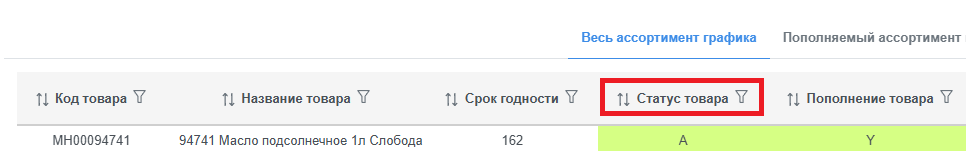 Весь ассортимент графика Пополняемый ассортимент
Код товара Название товара Срок годности Статус товара Пополнение товара
МН00094741 94741 Масло подсолнечное 1л Слобода 162 A Y